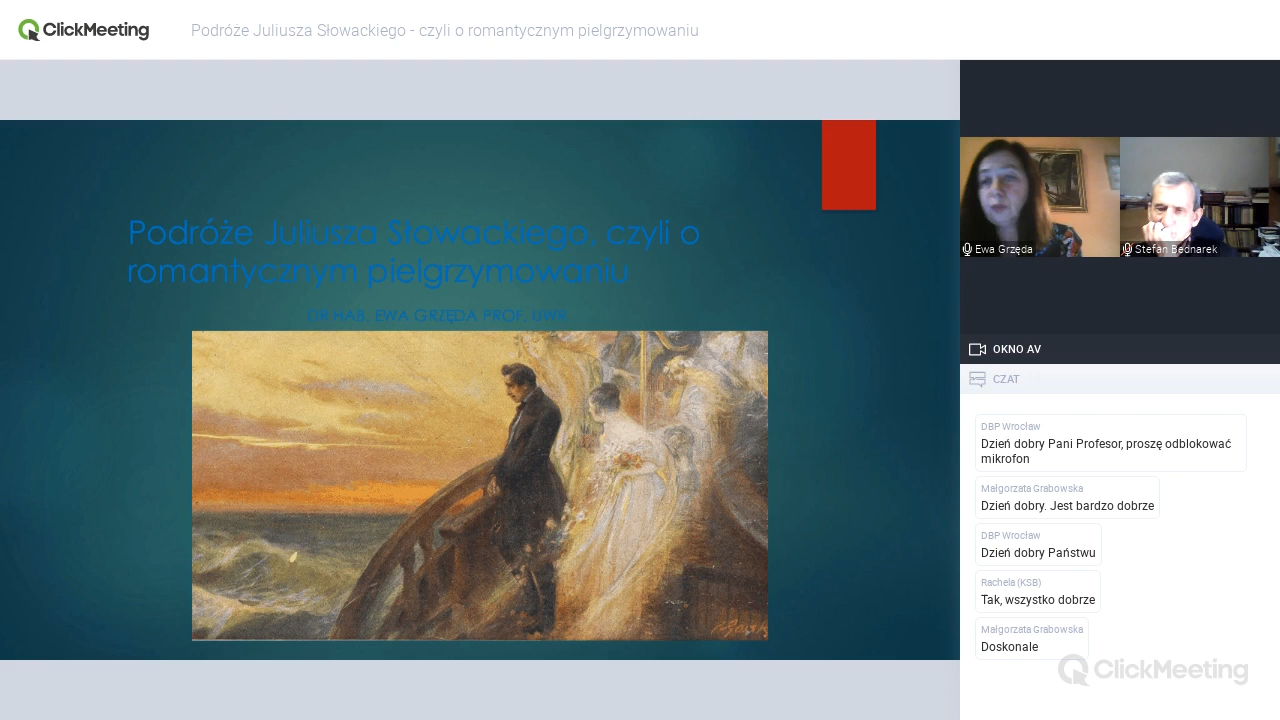 ClickMeeting
Podróże Juliusza Słowackiego - czyli o romantycznym pielgrzymowaniu
Podróże Juliusza Słowackiego, czyli o
romantycznym pielgrzymowaniu
DR HAB. EWA GRZĘDA PROF. UWR
Ewa Grzęda
Stefan Bednarek
OKNO AV
CZAT
DBP Wrocław
Dzień dobry Pani Profesor, proszę odblokować
mikrofon
Małgorzata Grabowska
Dzień dobry. Jest bardzo dobrze
DBP Wrocław
Dzień dobry Państwu
Rachela (KSB)
Tak, wszystko dobrze
Małgorzata Grabowska
Doskonale
ClickMeeting